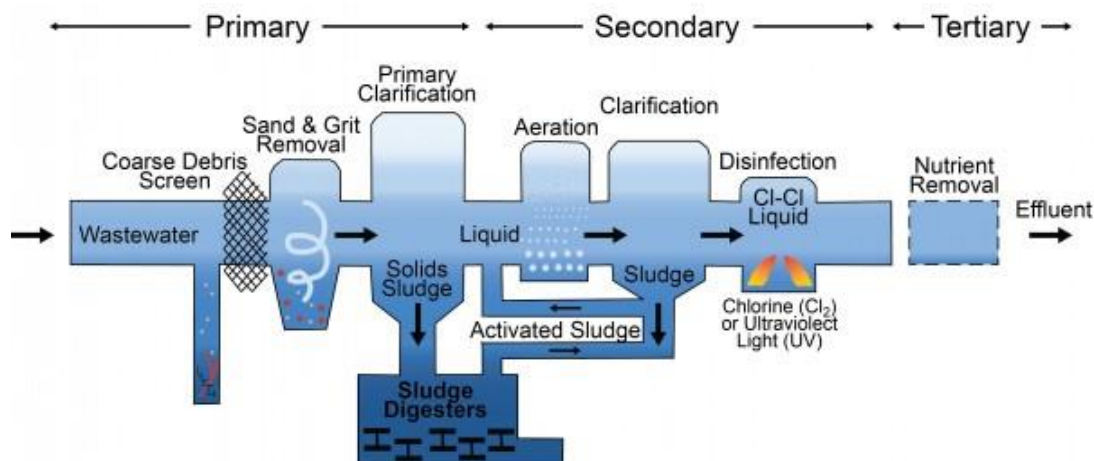 Primary
Secondary
Tertiary
Primary
Clarification
Sand & Grit
Removal
Coarse Debris
Screen
Aeration
Clarification
Disinfection
Nutrient
Removal
Wastewater
Liquid
Cl-Cl
Liquid
Effluent
Solids
Sludge
Sludge
Activated Sludge
Chlorine (Cl₂)
or Ultraviolect
Light (UV)
Sludge
Digesters